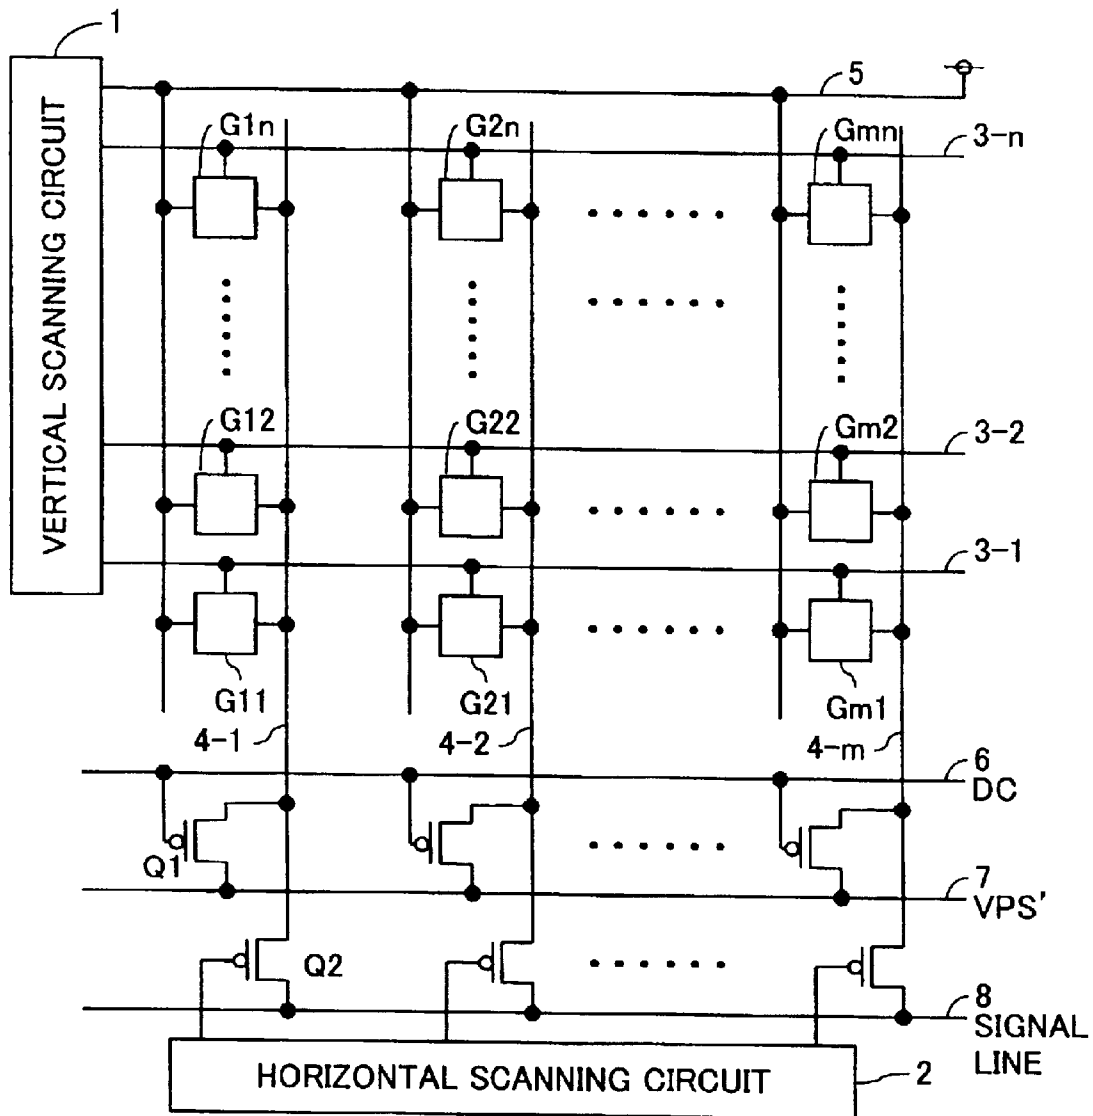 1
VERTICAL SCANNING CIRCUIT
5
G1n
G2n
Gmn
3-n
G12
G22
Gm2
3-2
3-1
G11
G21
Gm1
4-1
4-2
4-m
6
DC
Q1
7
VPS'
Q2
8
SIGNAL
LINE
HORIZONTAL SCANNING CIRCUIT
2